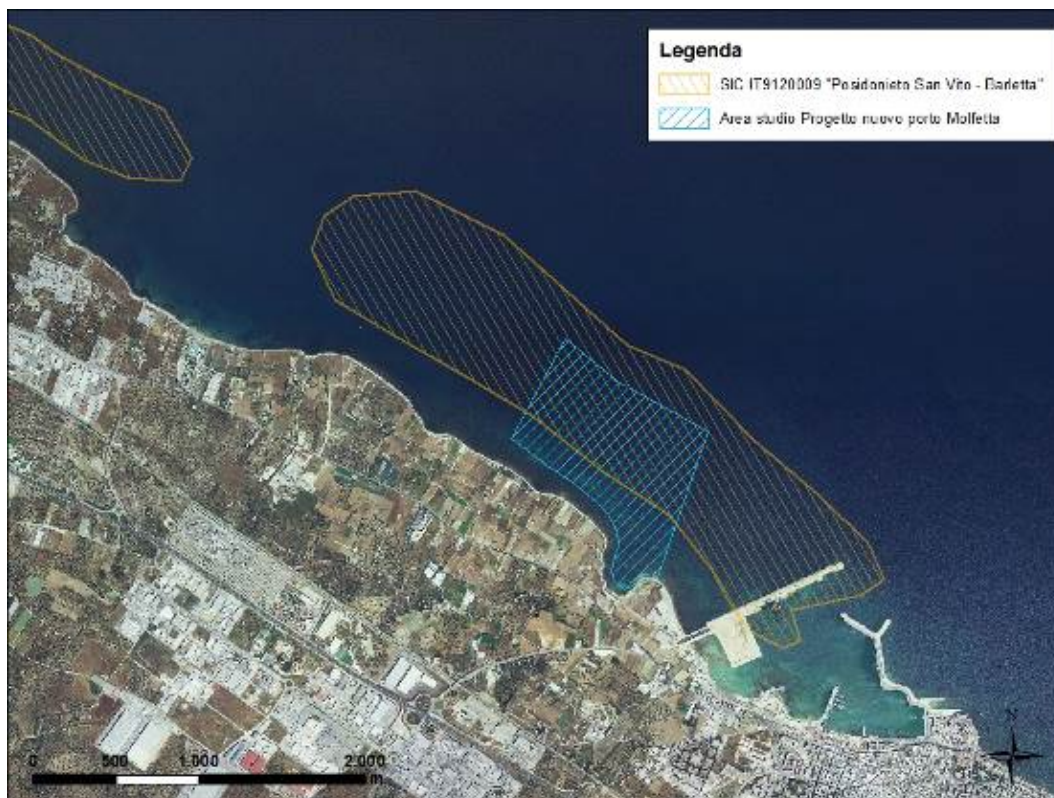 Legenda
SIC IT9120009 "Posidonieto San Vito - Barletta"
Area studio Progetto nuovo porto Molfetta
N
0 500 1.000 2.000
m